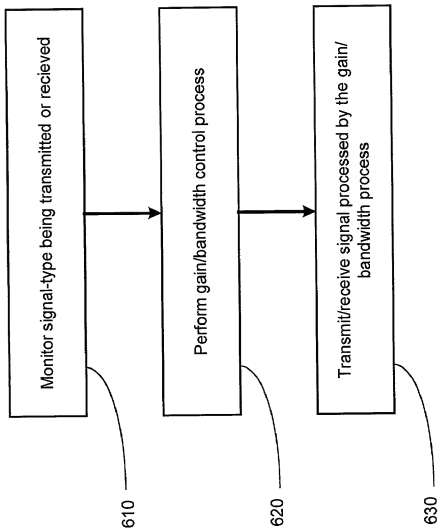 Monitor signal-type being transmitted or recieved
610
Perform gain/bandwidth control process
620
Transmit/receive signal processed by the gain/
bandwidth process
630